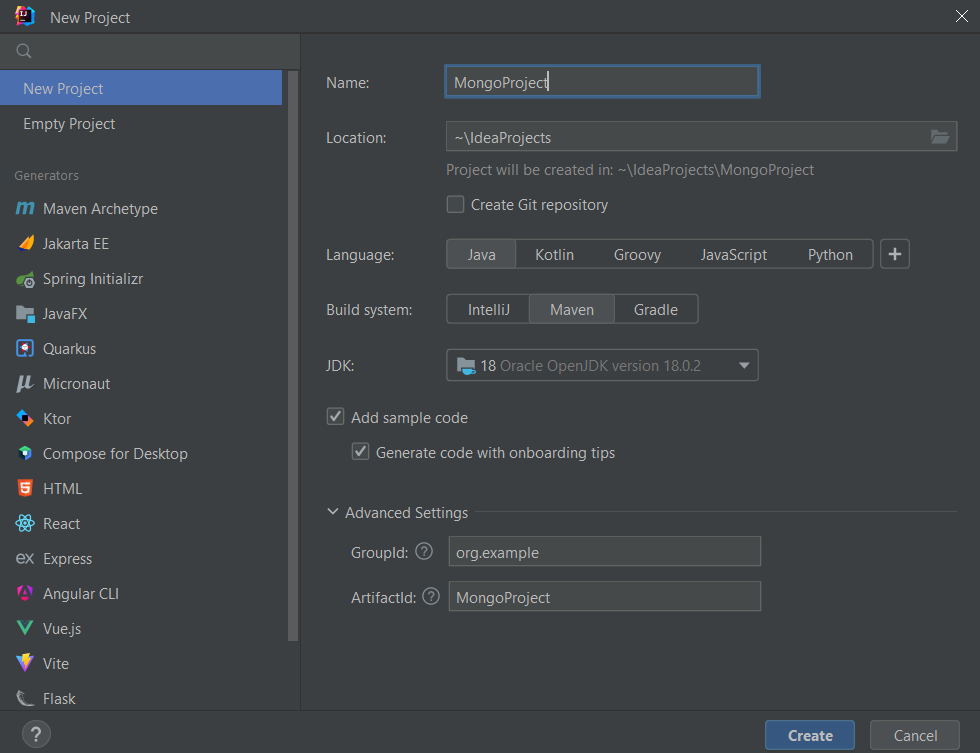 New Project
New Project
Empty Project
Generators
Maven Archetype
Jakarta EE
Spring Initializr
JavaFX
Quarkus
Micronaut
Ktor
Compose for Desktop
HTML
React
Express
Angular CLI
Vue.js
Vite
Flask
Name: MongoProject
Location: ~\IdeaProjects
Project will be created in: ~\IdeaProjects\MongoProject
Create Git repository
Language: Java Kotlin Groovy JavaScript Python +
Build system: IntelliJ Maven Gradle
JDK: 18 Oracle OpenJDK version 18.0.2
Add sample code
Generate code with onboarding tips
Advanced Settings
GroupId: ? org.example
ArtifactId: ? MongoProject
? Create Cancel